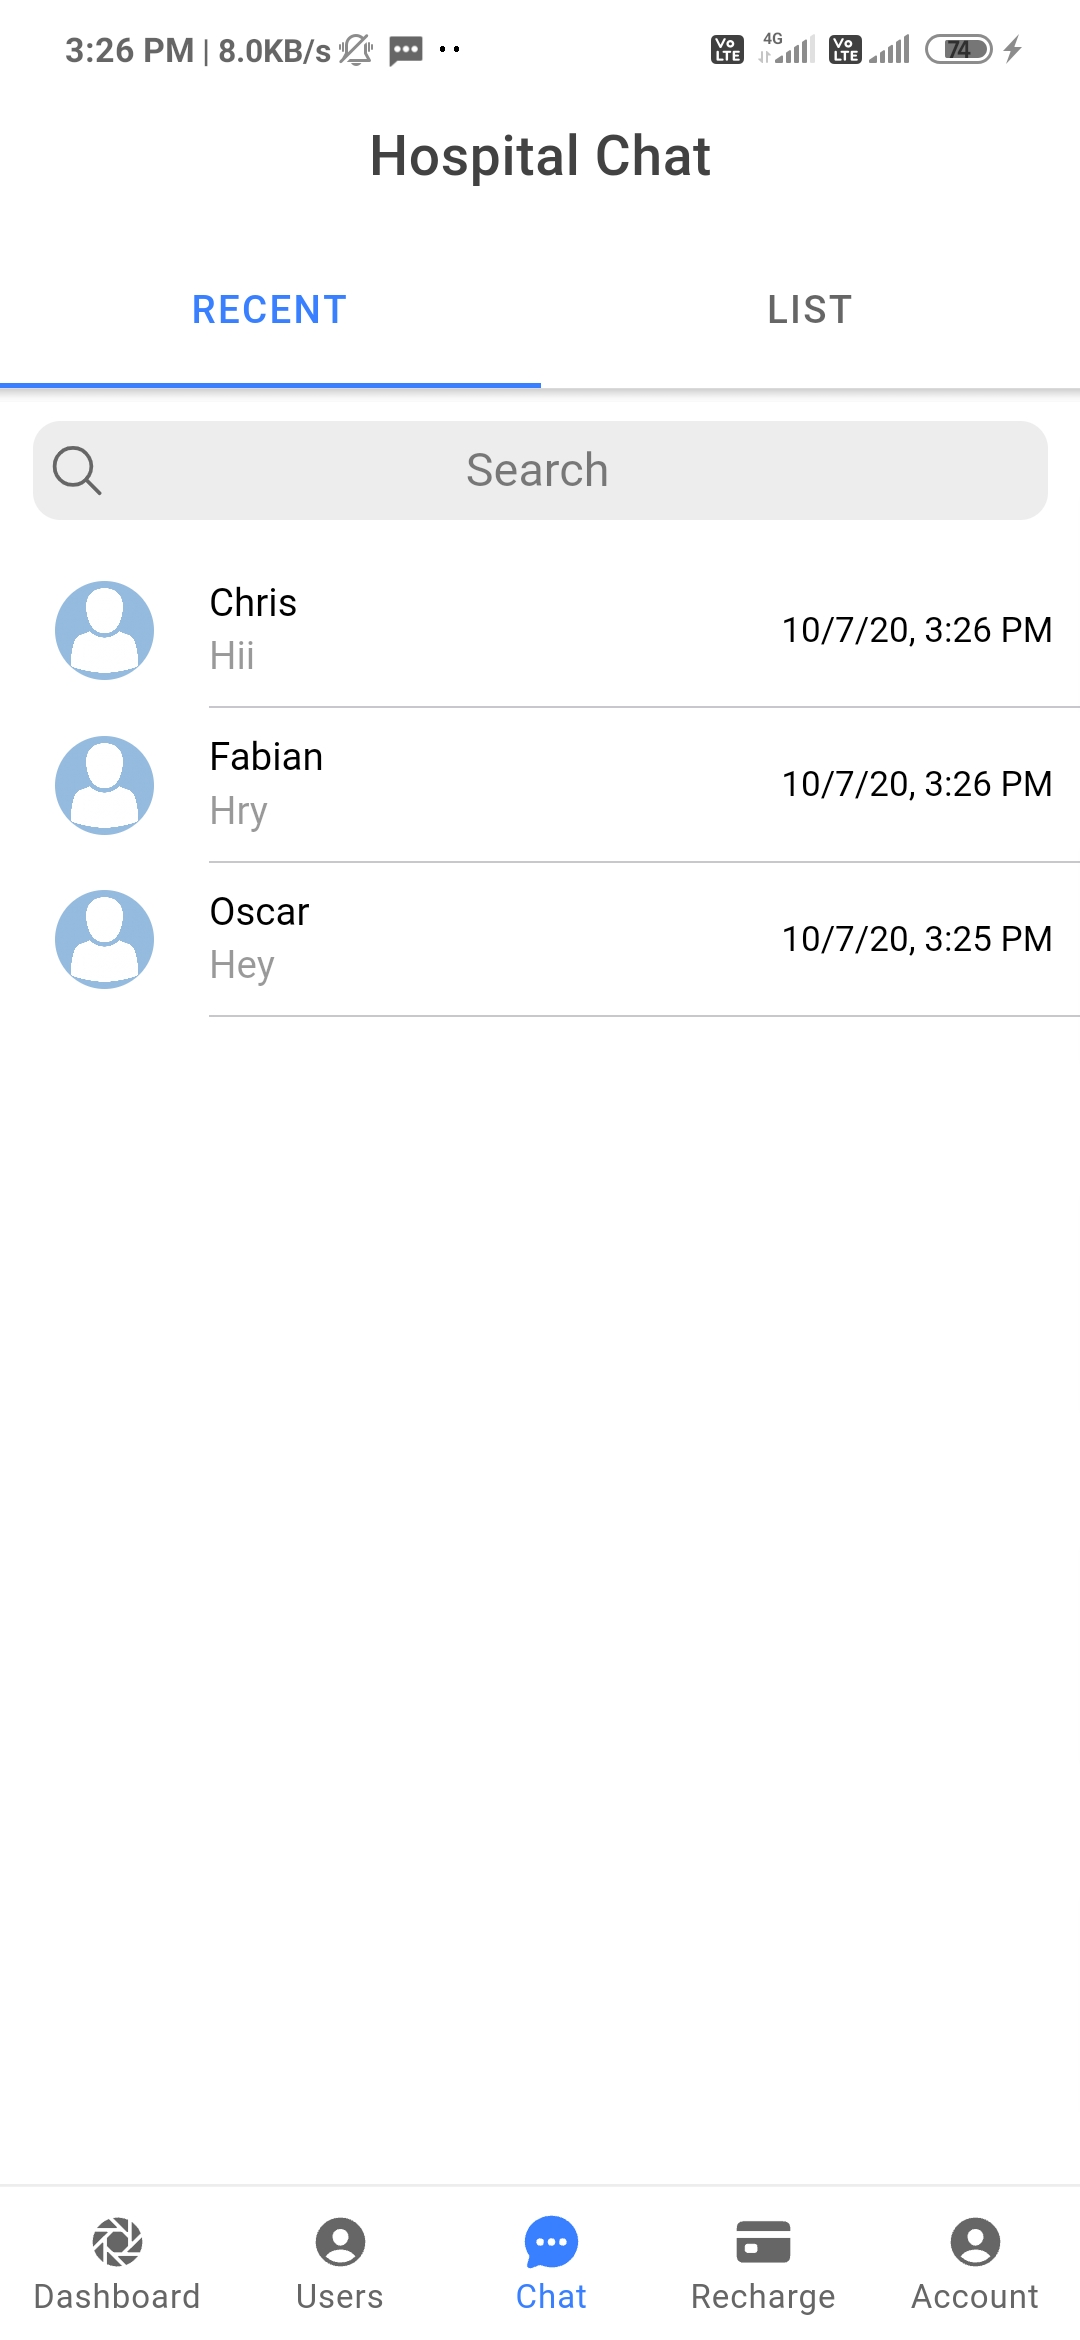 3:26 PM | 8.0KB/s
Vo LTE 4G Vo LTE 74
Hospital Chat
RECENT LIST
Search
Chris
Hii
10/7/20, 3:26 PM
Fabian
Hry
10/7/20, 3:26 PM
Oscar
Hey
10/7/20, 3:25 PM
Dashboard Users Chat Recharge Account